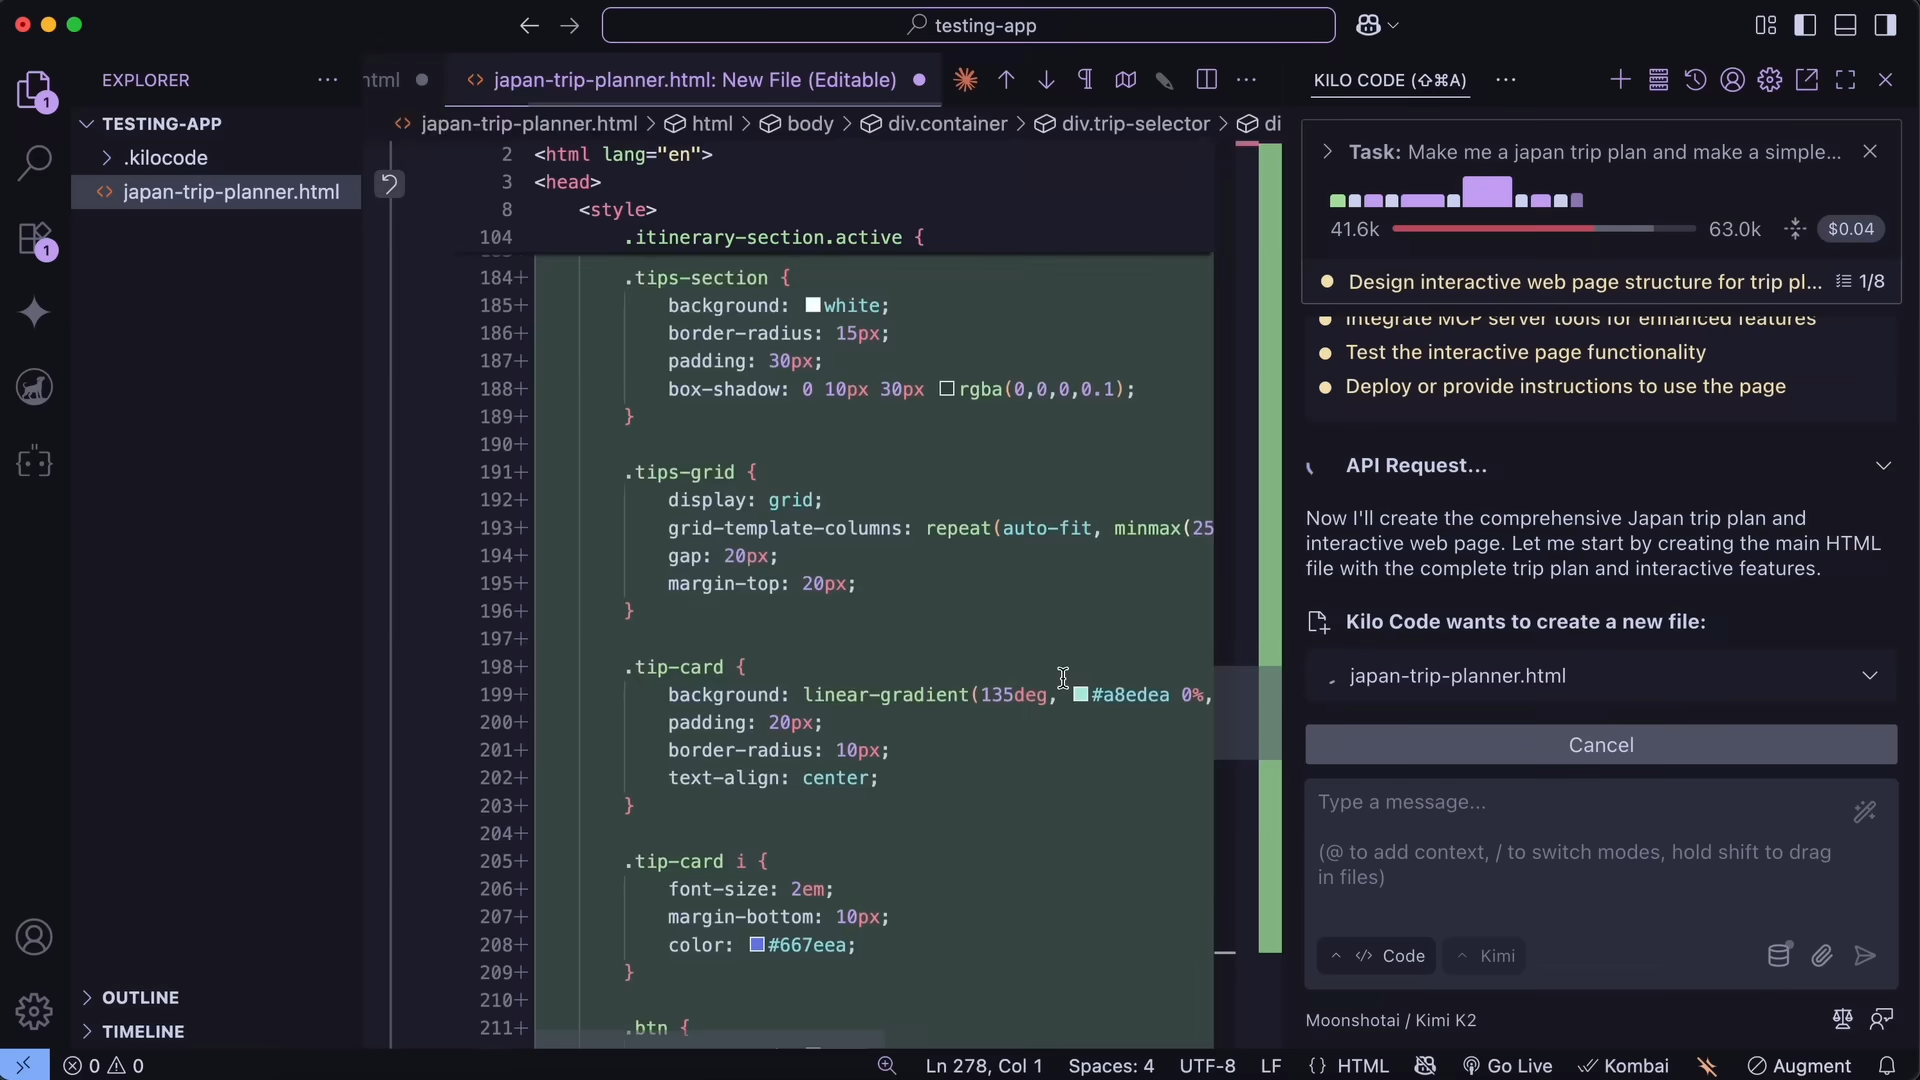 testing-app
EXPLORER
TESTING-APP
.kilocode
japan-trip-planner.html
OUTLINE
TIMELINE
html
japan-trip-planner.html: New File (Editable)
japan-trip-planner.html > html > body > div.container > div.trip-selector > di
2 <html lang="en">
3 <head>
8 <style>
104 .itinerary-section.active {
184+ .tips-section {
185+ background: white;
186+ border-radius: 15px;
187+ padding: 30px;
188+ box-shadow: 0 10px 30px rgba(0,0,0,0.1);
189+ }
190+
191+ .tips-grid {
192+ display: grid;
193+ grid-template-columns: repeat(auto-fit, minmax(25
194+ gap: 20px;
195+ margin-top: 20px;
196+ }
197+
198+ .tip-card {
199+ background: linear-gradient(135deg, #a8edea 0%,
200+ padding: 20px;
201+ border-radius: 10px;
202+ text-align: center;
203+ }
204+
205+ .tip-card i {
206+ font-size: 2em;
207+ margin-bottom: 10px;
208+ color: #667eea;
209+ }
210+
211+ .btn {
KILO CODE (⇧⌘A)
Task: Make me a japan trip plan and make a simple...
41.6k 63.0k $0.04
Design interactive web page structure for trip pl... 1/8
Integrate MCP server tools for enhanced features
Test the interactive page functionality
Deploy or provide instructions to use the page
API Request...
Now I'll create the comprehensive Japan trip plan and
interactive web page. Let me start by creating the main HTML
file with the complete trip plan and interactive features.
Kilo Code wants to create a new file:
japan-trip-planner.html
Cancel
Type a message...
(@ to add context, / to switch modes, hold shift to drag
in files)
Code Kimi
Moonshotai / Kimi K2
0 0 Ln 278, Col 1 Spaces: 4 UTF-8 LF {} HTML Go Live Kombai Augment
1
1